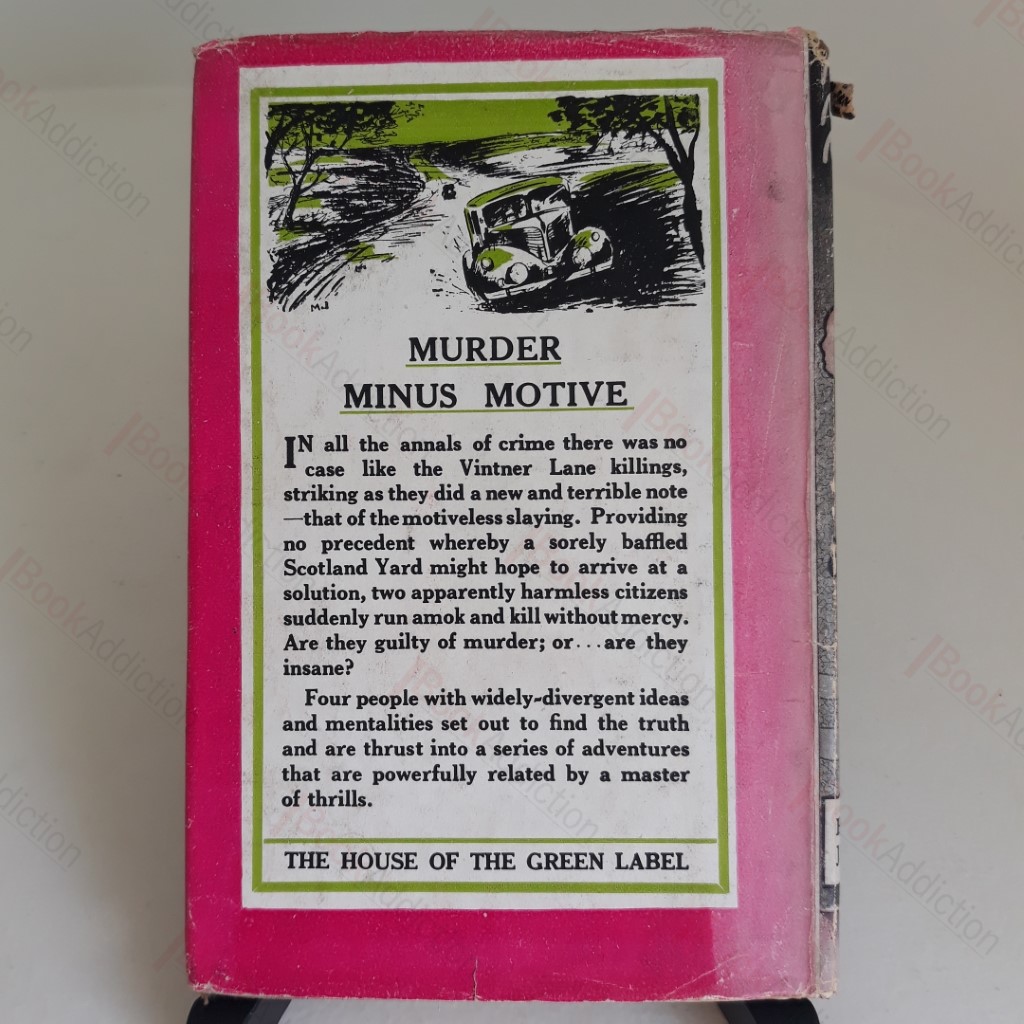 MURDER
MINUS MOTIVE
IN all the annals of crime there was no
case like the Vintner Lane killings,
striking as they did a new and terrible note
—that of the motiveless slaying. Providing
no precedent whereby a sorely baffled
Scotland Yard might hope to arrive at a
solution, two apparently harmless citizens
suddenly run amok and kill without mercy.
Are they guilty of murder; or...are they
insane?
Four people with widely-divergent ideas
and mentalities set out to find the truth
and are thrust into a series of adventures
that are powerfully related by a master
of thrills.
THE HOUSE OF THE GREEN LABEL
BookAddiction